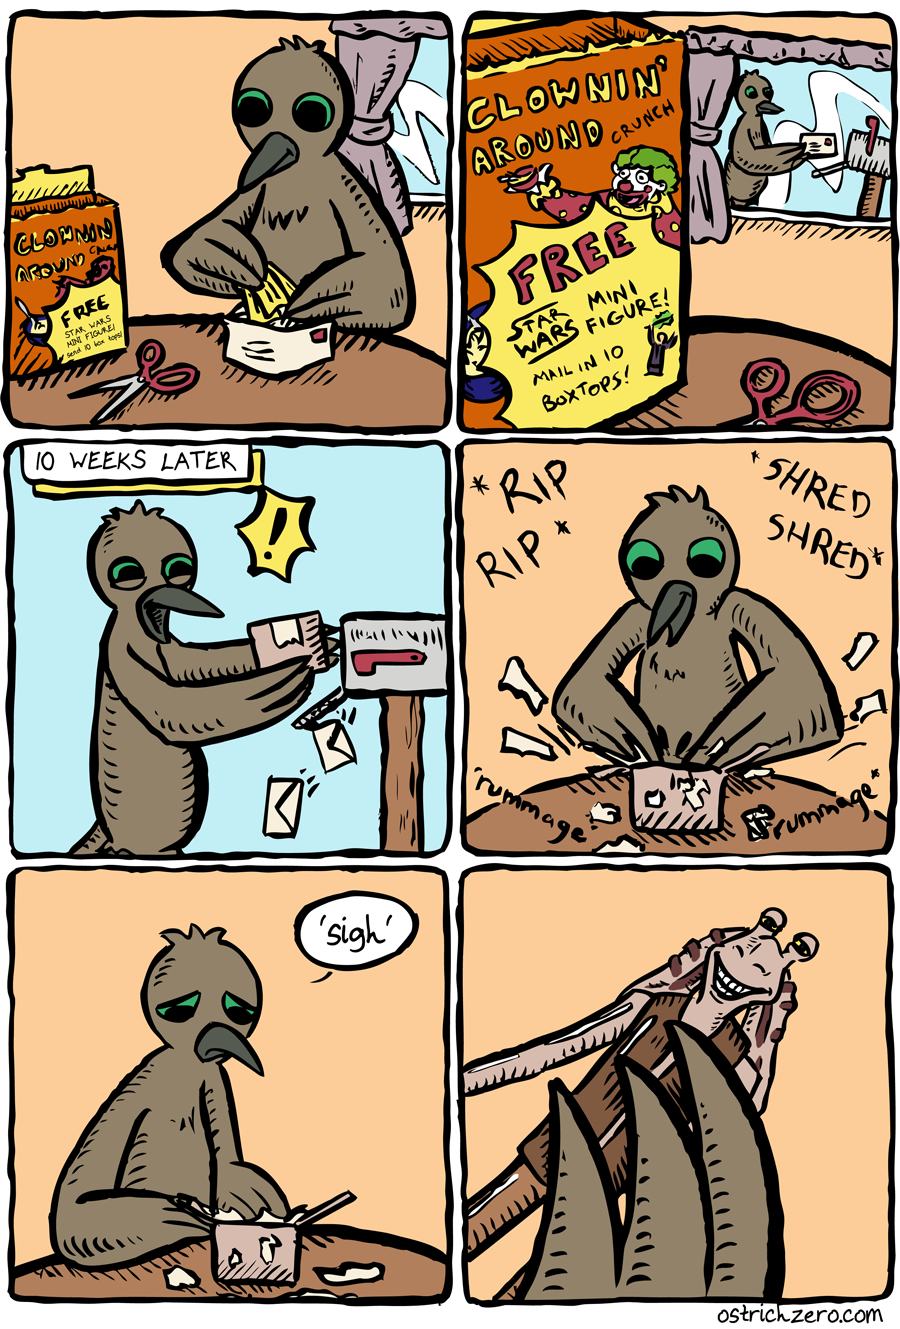 CLOWNIN
AROUND
FREE
STAR WARS
MINI FIGURE!
send 10 box tops!
CLOWNIN'
AROUND CRUNCH
FREE
STAR WARS
MINI FIGURE!
MAIL IN 10
BOXTOPS!
10 WEEKS LATER
!
*RIP
RIP*
*SHRED
SHRED*
*rummage*
*rummage*
'sigh'
ostrichzero.com